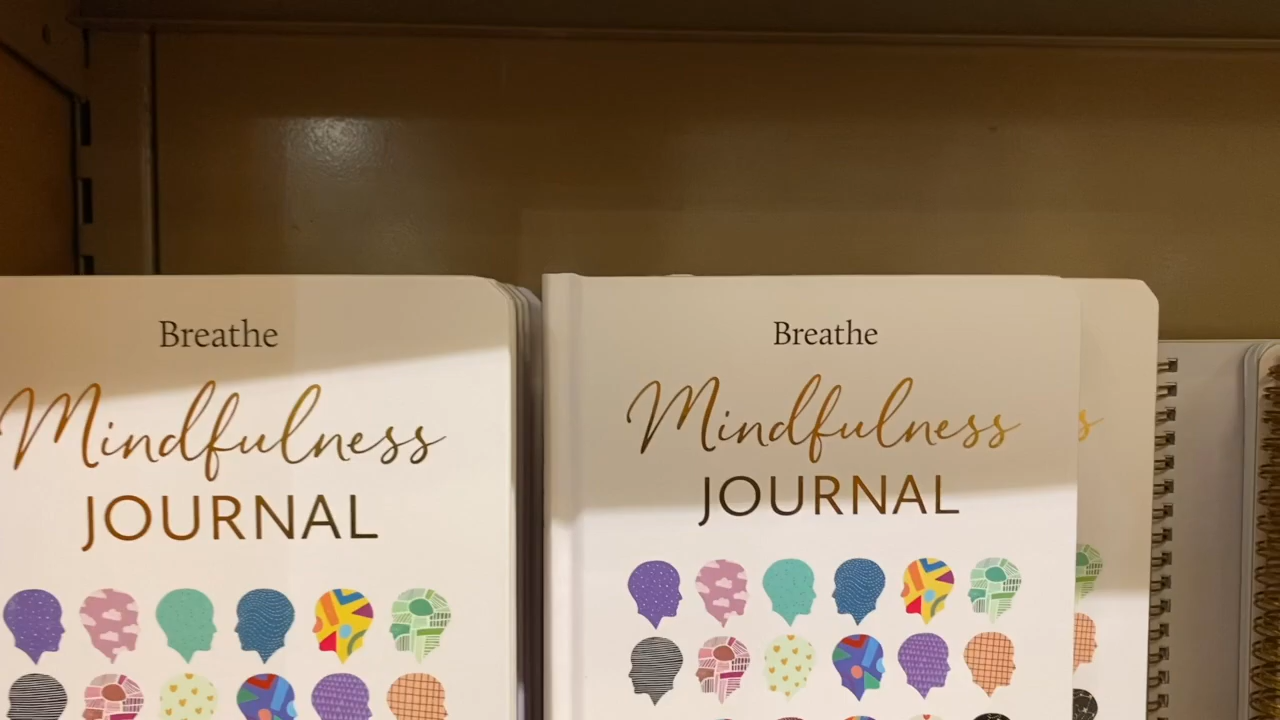 Breathe
Mindfulness
JOURNAL
Breathe
Mindfulness
JOURNAL
s